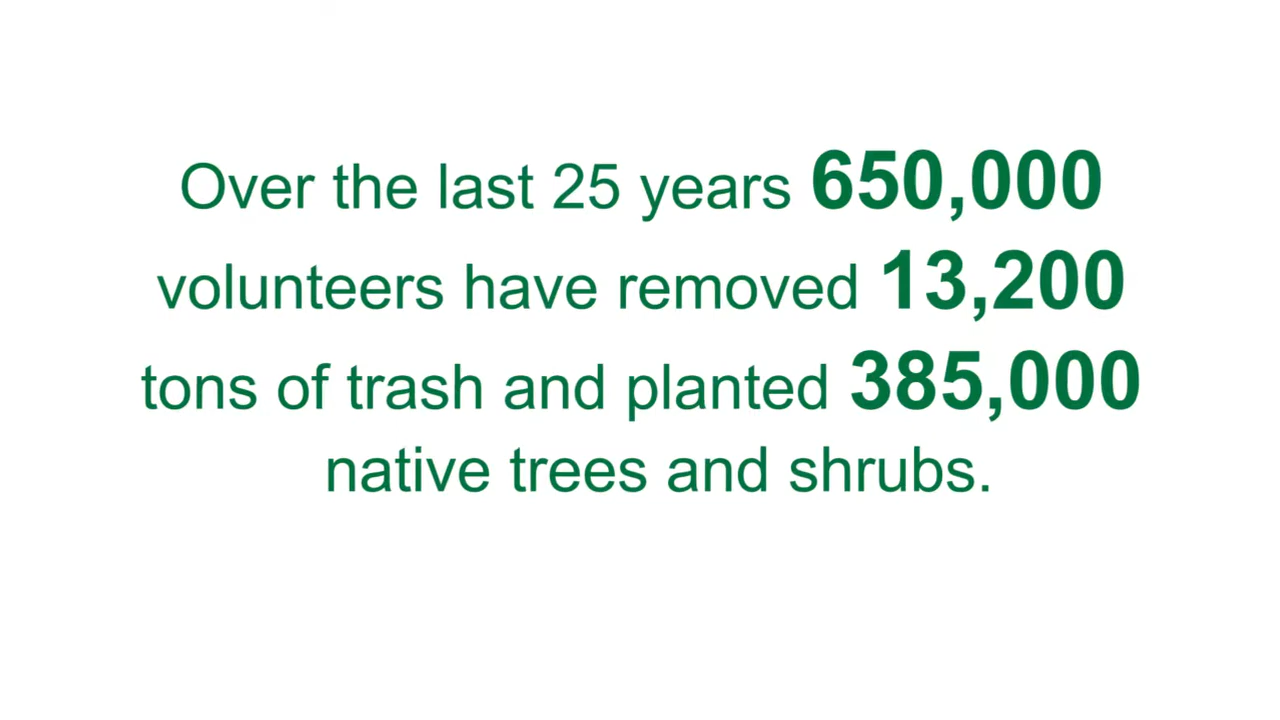 Over the last 25 years 650,000
volunteers have removed 13,200
tons of trash and planted 385,000
native trees and shrubs.